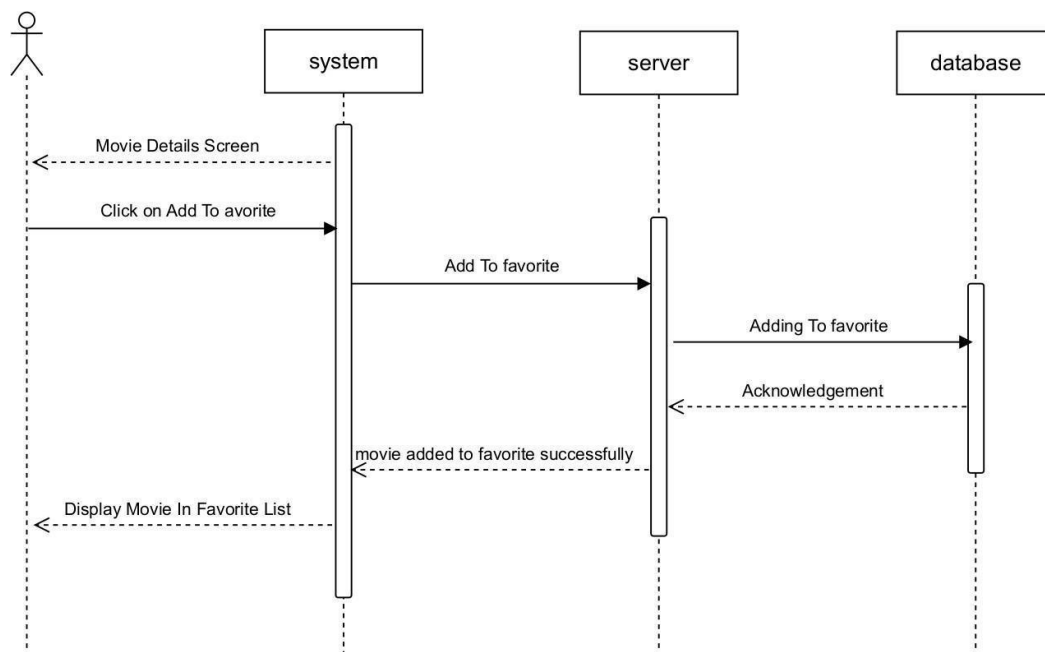 system
server
database
Movie Details Screen
Click on Add To avorite
Add To favorite
Adding To favorite
Acknowledgement
movie added to favorite successfully
Display Movie In Favorite List